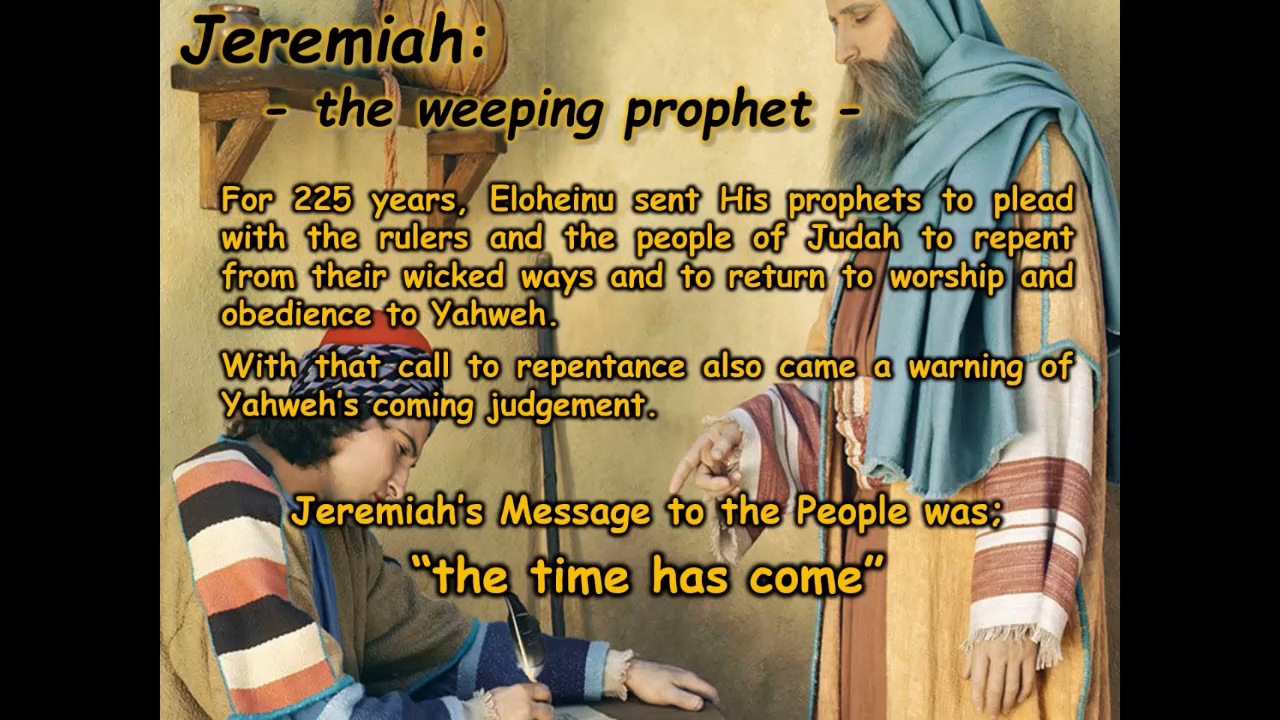 Jeremiah:
- the weeping prophet -
For 225 years, Eloheinu sent His prophets to plead
with the rulers and the people of Judah to repent
from their wicked ways and to return to worship and
obedience to Yahweh.
With that call to repentance also came a warning of
Yahweh's coming judgement.
Jeremiah's Message to the People was;
“the time has come”